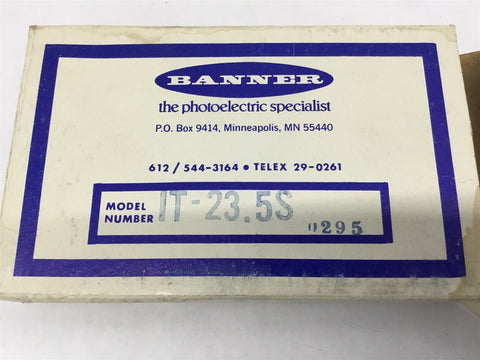 BANNER
the photoelectric specialist
P.O. Box 9414, Minneapolis, MN 55440
612 / 544-3164 • TELEX 29-0261
MODEL
NUMBER IT-23.5S
0295